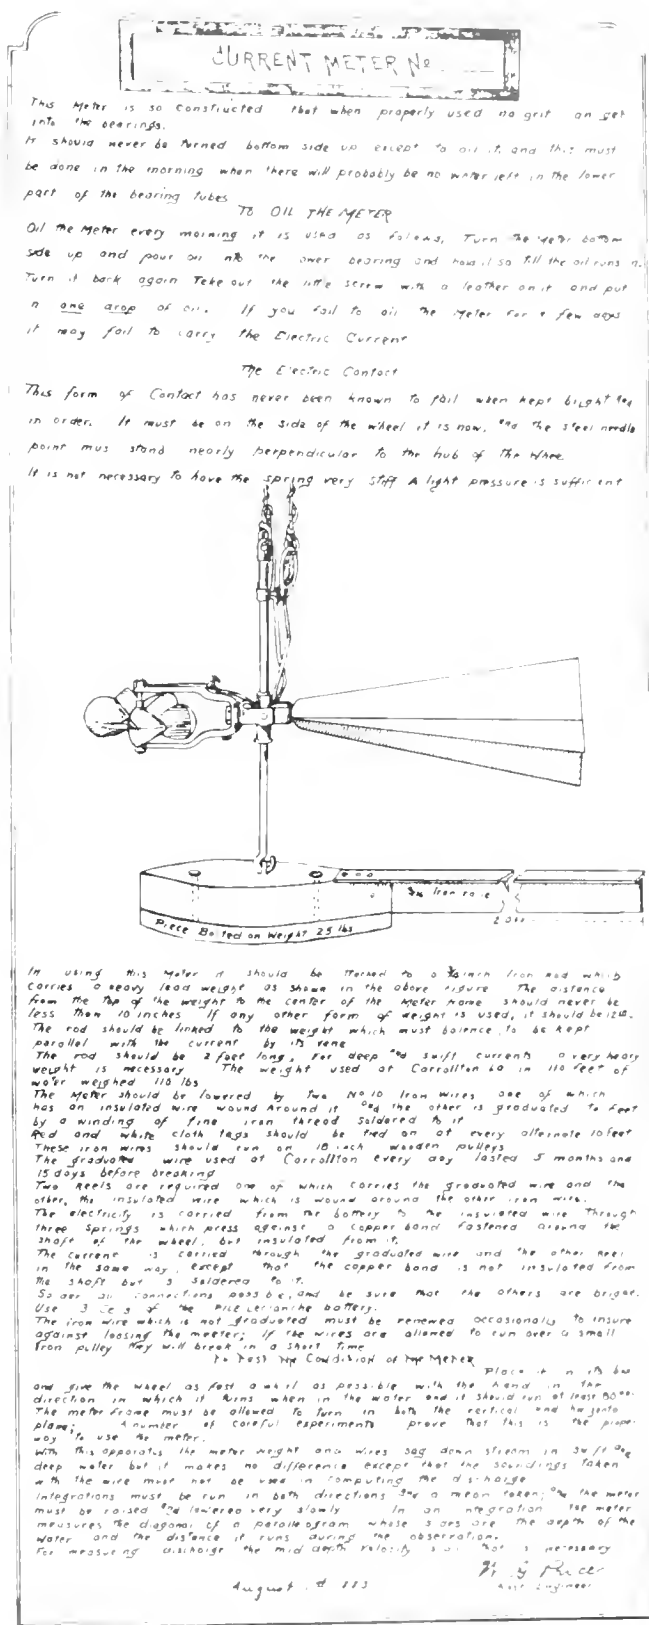 CURRENT METER No
This Meter is so constructed that when properly used no grit an get
into the bearings.
It should never be turned bottom side up except to oil it, and this must
be done in the morning when there will probably be no water left in the lower
part of the bearing tubes
TO OIL THE METER
Oil the Meter every morning it is used as follows, Turn the Meter bottom
side up and pour oil into the lower bearing and hold it so till the oil runs n.
Turn it back again Take out the little screw with a leather on it and put
n one drop of oil. If you fail to oil the Meter for a few days
it may fail to carry the Electric Current
The Electric Contact
This form of Contact has never been known to fail when kept bright and
in order. It must be on the side of the wheel it is now, and the steel needle
point mus stand nearly perpendicular to the hub of the Whee
It is not necessary to have the spring very stiff A light pressure is sufficient
Iron
Piece Bolted on Weight 25 lbs
In using this Meter it should be attached to a inch Iron Rod which
carries a heavy lead weight as shown in the above figure The distance
from the top of the weight to the center of the Meter frame should never be
less than 10 inches If any other form of weight is used, it should be 12 in.
The rod should be linked to the weight which must balance, to be kept
parallel with the current by its vane
The rod should be 2 feet long. For deep and swift currents a very heavy
weight is necessary The weight used at Carrollton La in 110 feet of
water weighed 110 lbs
The Meter should be lowered by two No 10 Iron wires one of which
has an insulated wire wound around it and the other is graduated to feet
by a winding of fine iron thread soldered to it
Red and white cloth tags should be tied on at every alternate 10 feet
These iron wires should run on 18 inch wooden pulleys
The graduated wire used at Carrollton every day lasted 5 months and
15 days before breaking
Two Reels are required one of which carries the graduated wire and the
other, the insulated wire which is wound around the other iron wire.
The electricity is carried from the battery to the insulated wire through
three springs which press against a copper band fastened around the
shaft of the wheel, but insulated from it.
The current is carried through the graduated wire and the other Reel
in the same way, except that the copper band is not insulated from
the shaft but s soldered to it.
Solder all connections possible, and be sure that the others are bright.
Use 3 cells of the Leclanche battery.
The iron wire which is not graduated must be renewed occasionally to insure
against loosing the meeter; If the wires are allowed to run over a small
Iron pulley they will break in a short time
To Test the Condision of the Meter
Place it in its box
and give the wheel as fast a whirl as possible with the hand in the
direction in which it turns when in the water and it should run at least
The meter frame must be allowed to turn in both the vertical and horizontal
plane; A number of careful experiments prove that this is the proper
way to use the meter.
With this apparatus the meter weight and wires sag down stream in swift and
deep water but it makes no difference except that the soundings taken
with the wire must not be used in computing the discharge
Integrations must be run in both directions and a mean taken; and the meter
must be raised and lowered very slowly In an ntegration the meter
measures the diagonal of a parallelogram whose sides are the depth of the
water and the distance it runs during the observation.
For measuring discharge the mid depth velocity is all that is necessary
Price
Asst Engineer
August 883